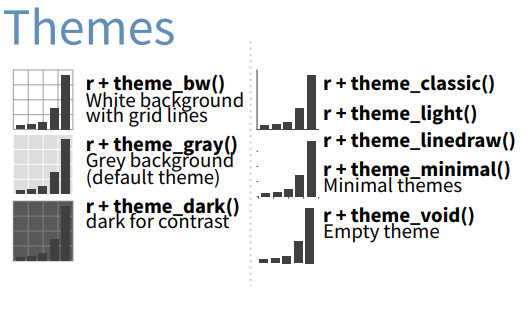 Themes
r + theme_bw()
White background
with grid lines
r + theme_gray()
Grey background
(default theme)
r + theme_dark()
dark for contrast
r + theme_classic()
r + theme_light()
r + theme_linedraw()
r + theme_minimal()
Minimal themes
r + theme_void()
Empty theme